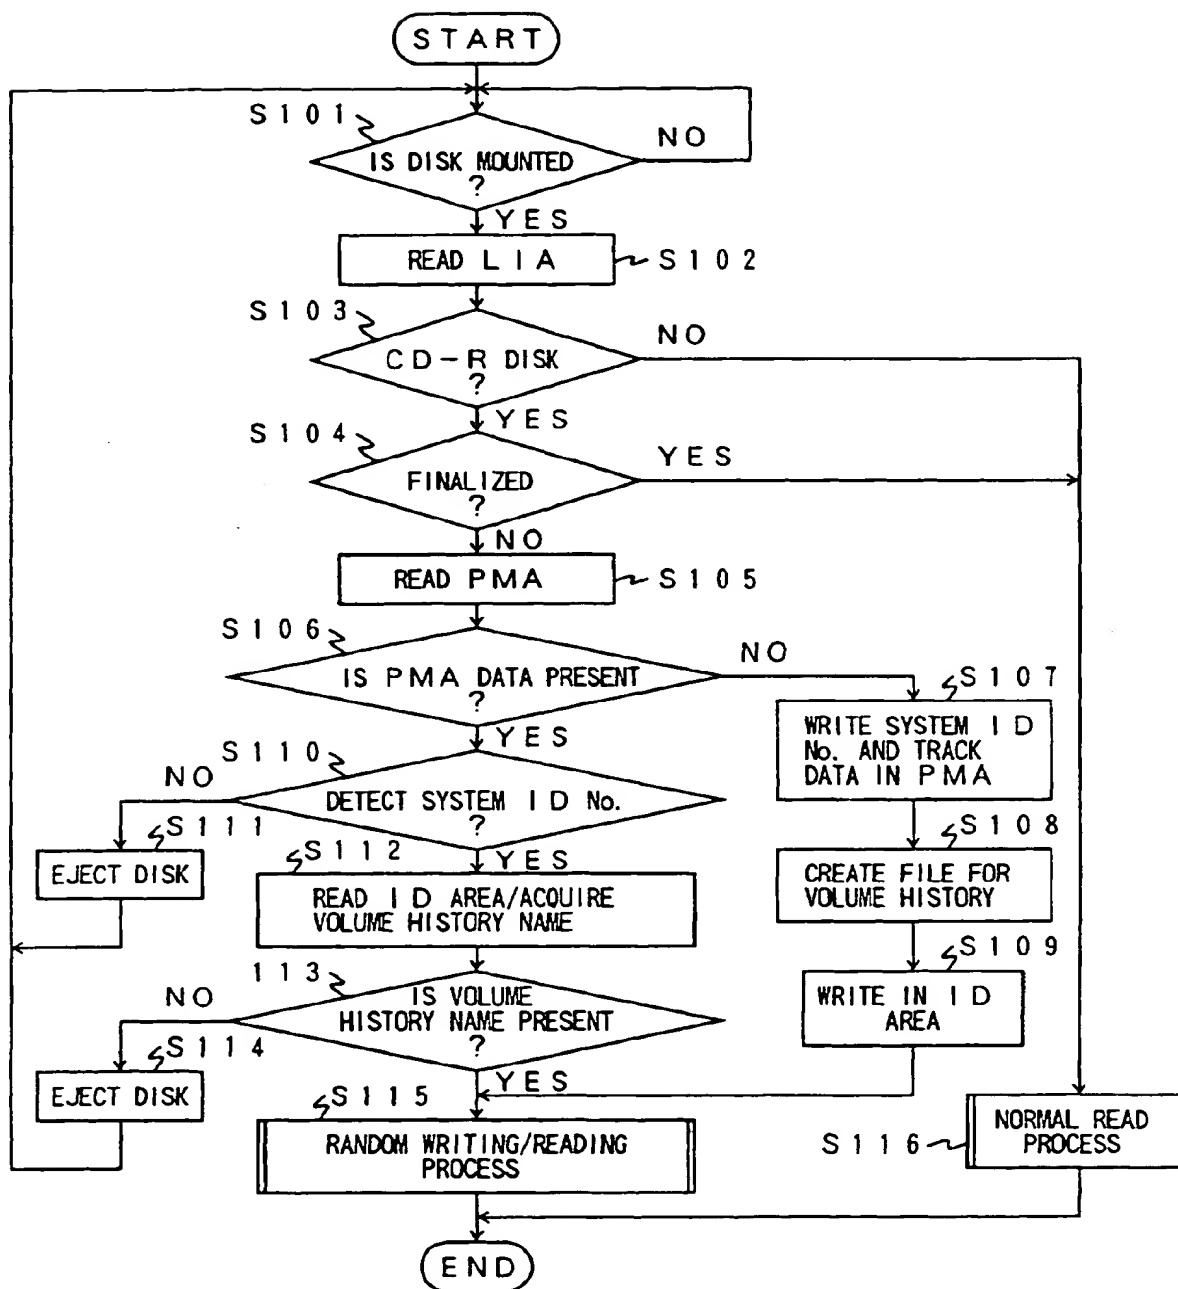 START
S101
IS DISK MOUNTED
?
NO
YES
READ LIA
S102
S103
CD-R DISK
?
NO
YES
S104
FINALIZED
?
YES
NO
READ PMA
S105
S106
IS PMA DATA PRESENT
?
NO
YES
S107
WRITE SYSTEM ID
No. AND TRACK
DATA IN PMA
S110
DETECT SYSTEM ID No.
?
NO
YES
S111
EJECT DISK
S108
CREATE FILE FOR
VOLUME HISTORY
S112
READ ID AREA/ACQUIRE
VOLUME HISTORY NAME
S109
WRITE IN ID
AREA
113
IS VOLUME
HISTORY NAME PRESENT
?
NO
YES
S114
EJECT DISK
S115
RANDOM WRITING/READING
PROCESS
S116
NORMAL READ
PROCESS
END